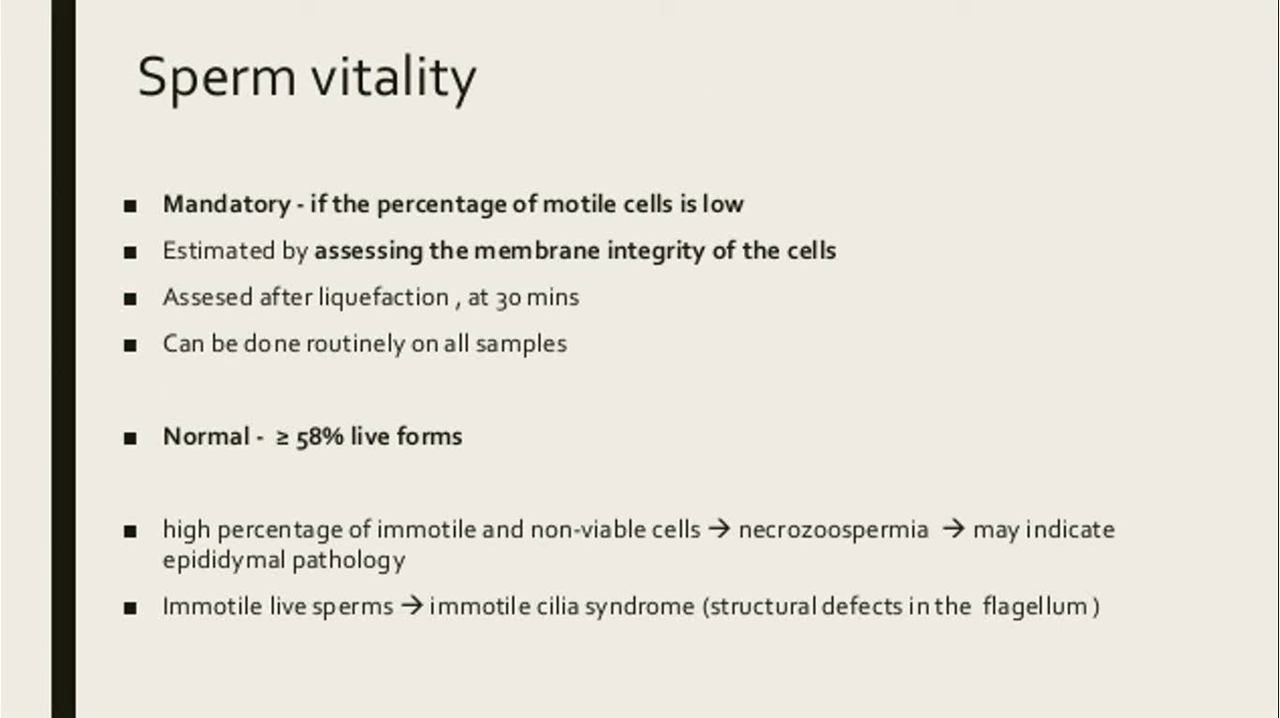 Sperm vitality
■ Mandatory - if the percentage of motile cells is low
■ Estimated by assessing the membrane integrity of the cells
■ Assesed after liquefaction , at 30 mins
■ Can be done routinely on all samples
■ Normal - ≥ 58% live forms
■ high percentage of immotile and non-viable cells → necrozoospermia → may indicate
epididymal pathology
■ Immotile live sperms → immotile cilia syndrome (structural defects in the flagellum )